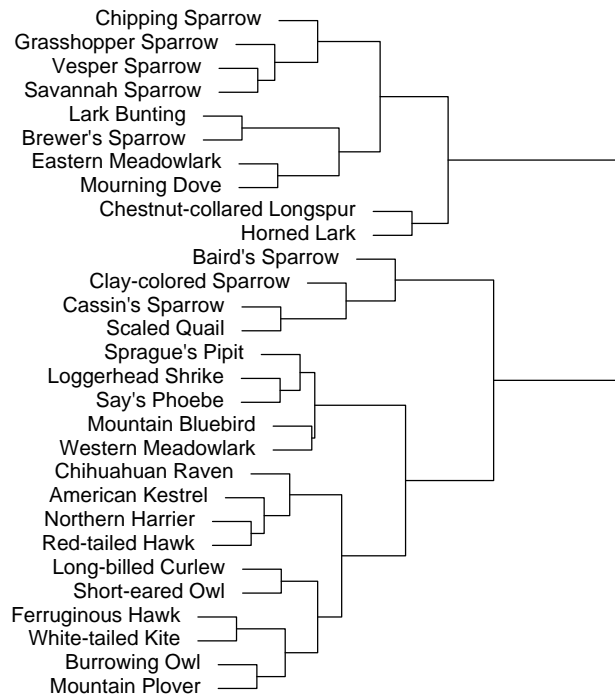 Chipping Sparrow
Grasshopper Sparrow
Vesper Sparrow
Savannah Sparrow
Lark Bunting
Brewer's Sparrow
Eastern Meadowlark
Mourning Dove
Chestnut-collared Longspur
Horned Lark
Baird's Sparrow
Clay-colored Sparrow
Cassin's Sparrow
Scaled Quail
Sprague's Pipit
Loggerhead Shrike
Say's Phoebe
Mountain Bluebird
Western Meadowlark
Chihuahuan Raven
American Kestrel
Northern Harrier
Red-tailed Hawk
Long-billed Curlew
Short-eared Owl
Ferruginous Hawk
White-tailed Kite
Burrowing Owl
Mountain Plover